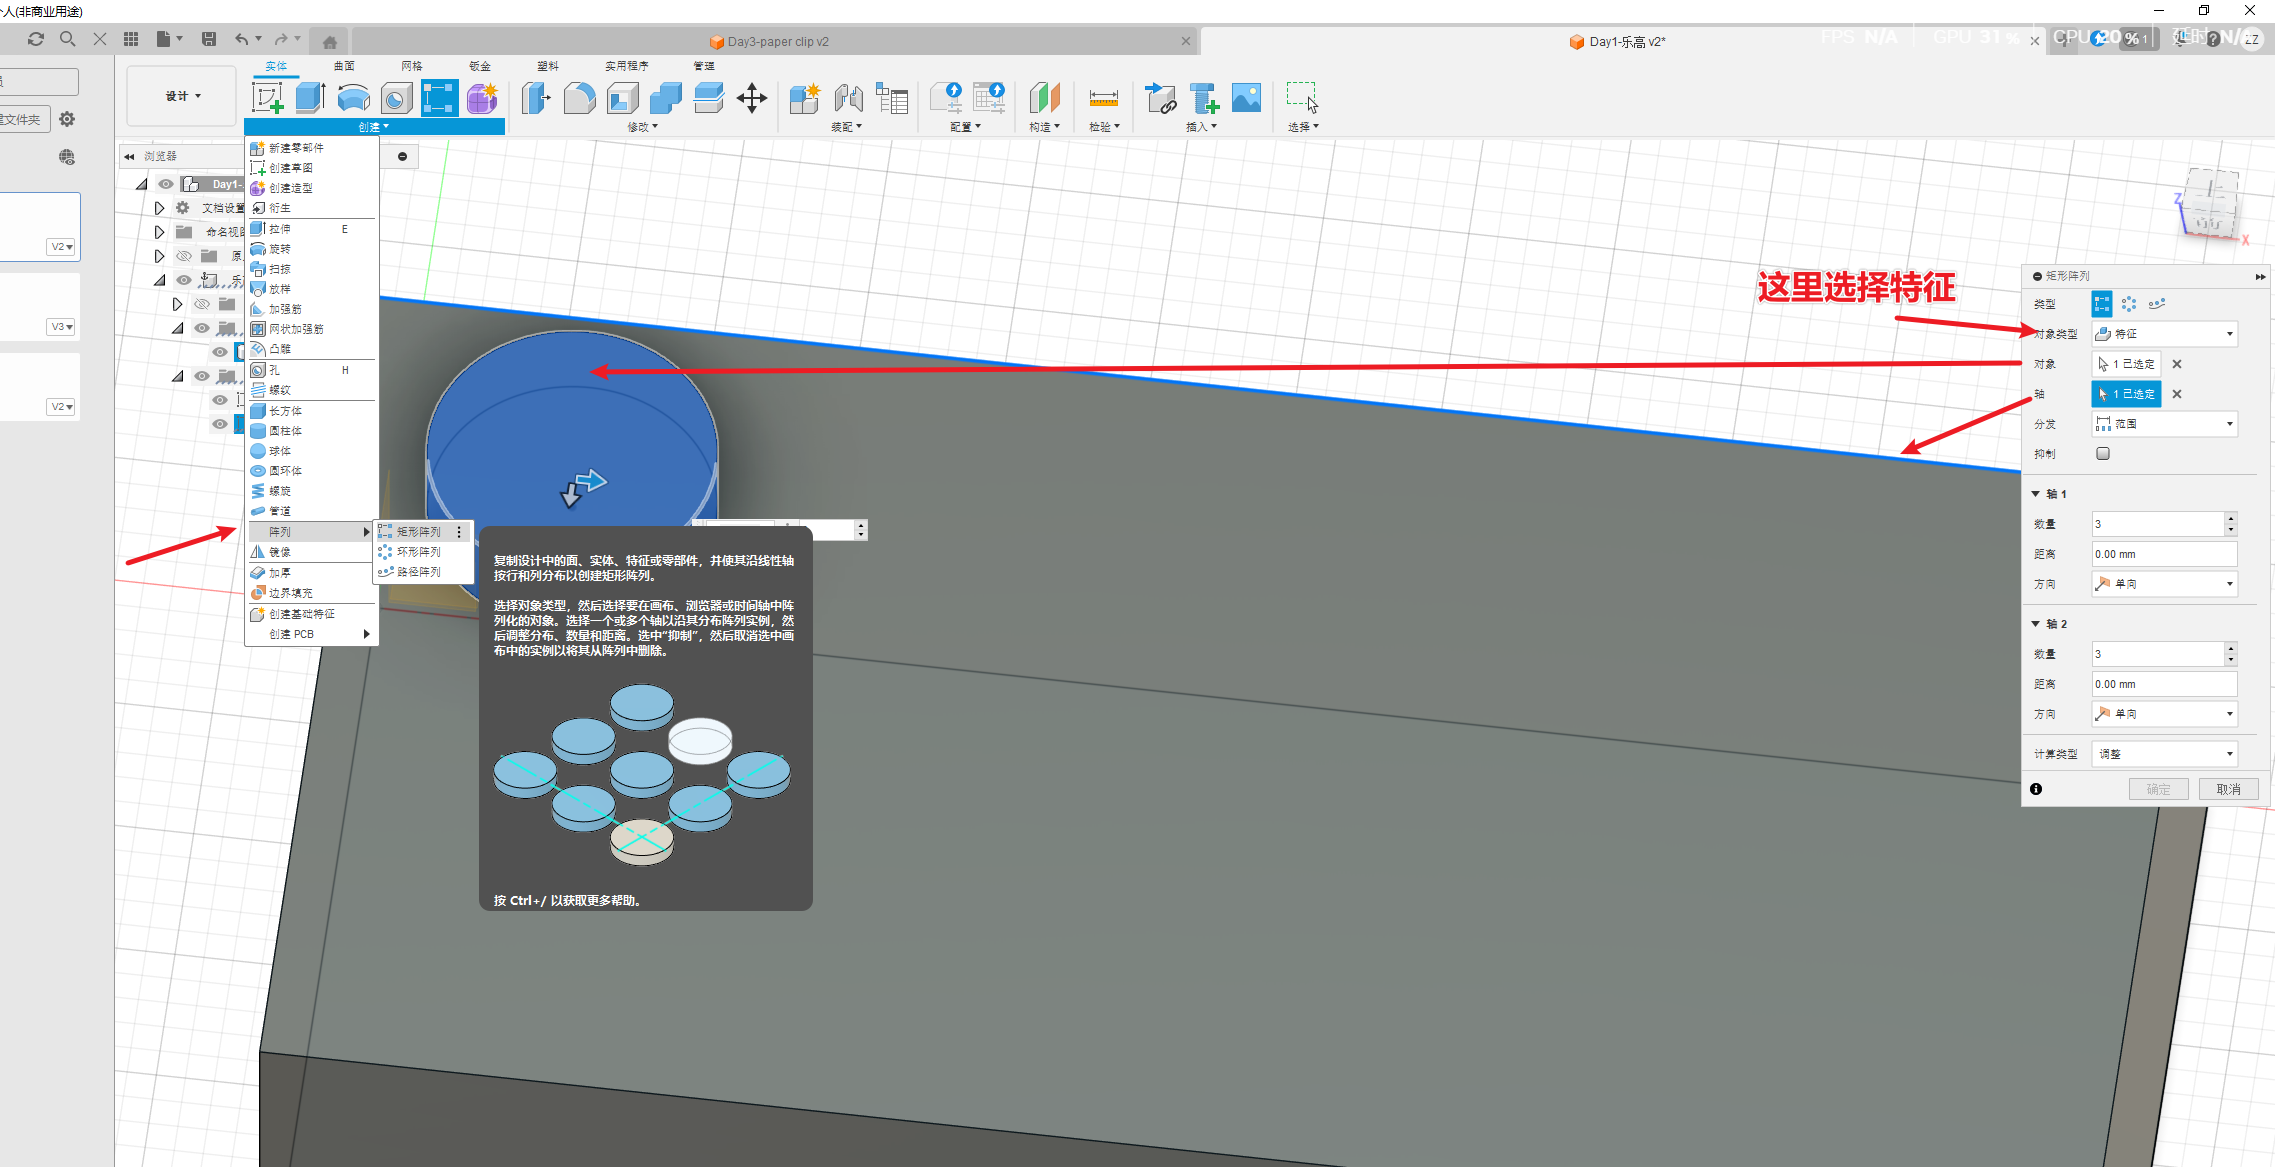 个人(非商业用途)
Day3-paper clip v2
Day1-乐高 v2*
FPS N/A
GPU 31 %
CPU 20 %
延时 N/
1
实体
曲面
网格
钣金
塑料
实用程序
管理
设计
创建
修改
装配
配置
构造
检验
插入
选择
建文件夹
V2
V3
V2
浏览器
Day1-
文档设置
命名视图
新建零部件
创建草图
创建造型
衍生
拉伸 E
旋转
扫掠
放样
加强筋
网状加强筋
凸雕
孔 H
螺纹
长方体
圆柱体
球体
圆环体
螺旋
管道
阵列
镜像
加厚
边界填充
创建基础特征
创建 PCB
矩形阵列
环形阵列
路径阵列
复制设计中的面、实体、特征或零部件，并使其沿线性轴
按行和列分布以创建矩形阵列。
选择对象类型，然后选择要在画布、浏览器或时间轴中阵
列化的对象。选择一个或多个轴以沿其分布阵列实例，然
后调整分布、数量和距离。选中“抑制”，然后取消选中画
布中的实例以将其从阵列中删除。
按 Ctrl+/ 以获取更多帮助。
这里选择特征
上
前
Z
X
矩形阵列
类型
对象类型 特征
对象 1 已选定
轴 1 已选定
分发 范围
抑制
轴 1
数量 3
距离 0.00 mm
方向 单向
轴 2
数量 3
距离 0.00 mm
方向 单向
计算类型 调整
确定 取消